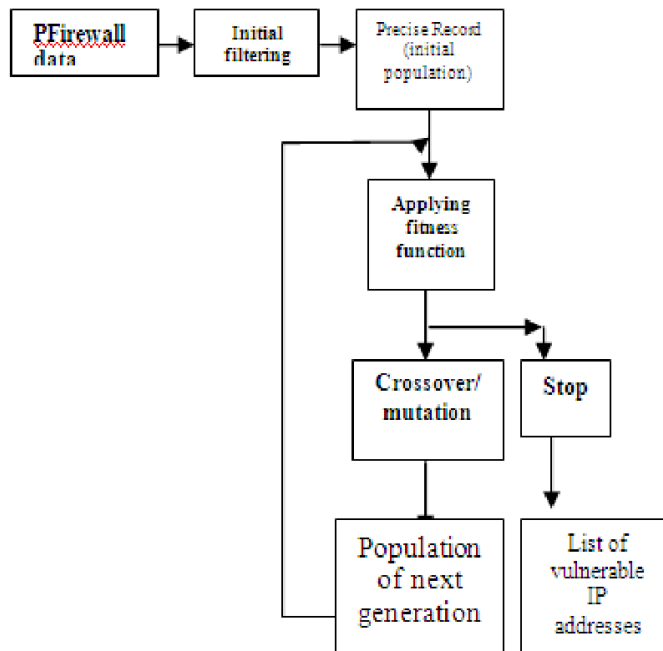 PFirewall
data
Initial
filtering
Precise Record
(initial
population)
Applying
fitness
function
Crossover/
mutation
Stop
Population
of next
generation
List of
vulnerable
IP
addresses